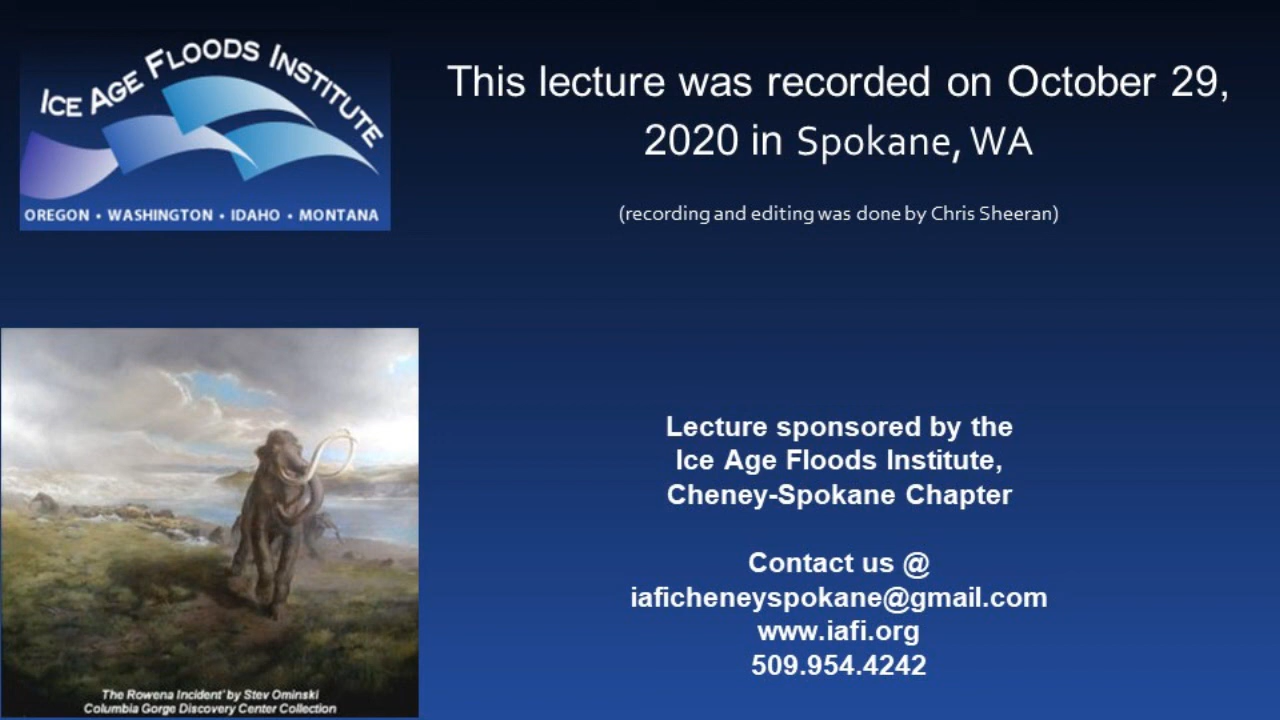 ICE AGE FLOODS INSTITUTE
OREGON • WASHINGTON • IDAHO • MONTANA
This lecture was recorded on October 29,
2020 in Spokane, WA
(recording and editing was done by Chris Sheeran)
Lecture sponsored by the
Ice Age Floods Institute,
Cheney-Spokane Chapter
Contact us @
iaficheneyspokane@gmail.com
www.iafi.org
509.954.4242
The Rowena Incident' by Stev Ominski
Columbia Gorge Discovery Center Collection